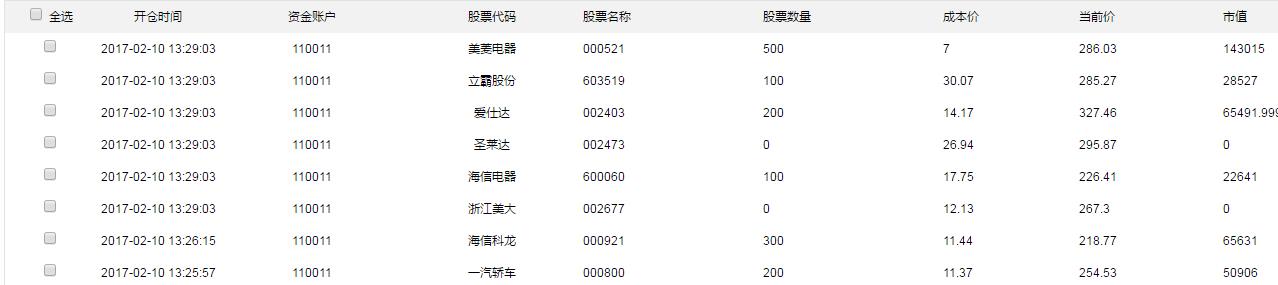 全选 开仓时间 资金账户 股票代码 股票名称 股票数量 成本价 当前价 市值
2017-02-10 13:29:03 110011 美菱电器 000521 500 7 286.03 143015
2017-02-10 13:29:03 110011 立霸股份 603519 100 30.07 285.27 28527
2017-02-10 13:29:03 110011 爱仕达 002403 200 14.17 327.46 65491.999
2017-02-10 13:29:03 110011 圣莱达 002473 0 26.94 295.87 0
2017-02-10 13:29:03 110011 海信电器 600060 100 17.75 226.41 22641
2017-02-10 13:29:03 110011 浙江美大 002677 0 12.13 267.3 0
2017-02-10 13:26:15 110011 海信科龙 000921 300 11.44 218.77 65631
2017-02-10 13:25:57 110011 一汽轿车 000800 200 11.37 254.53 50906